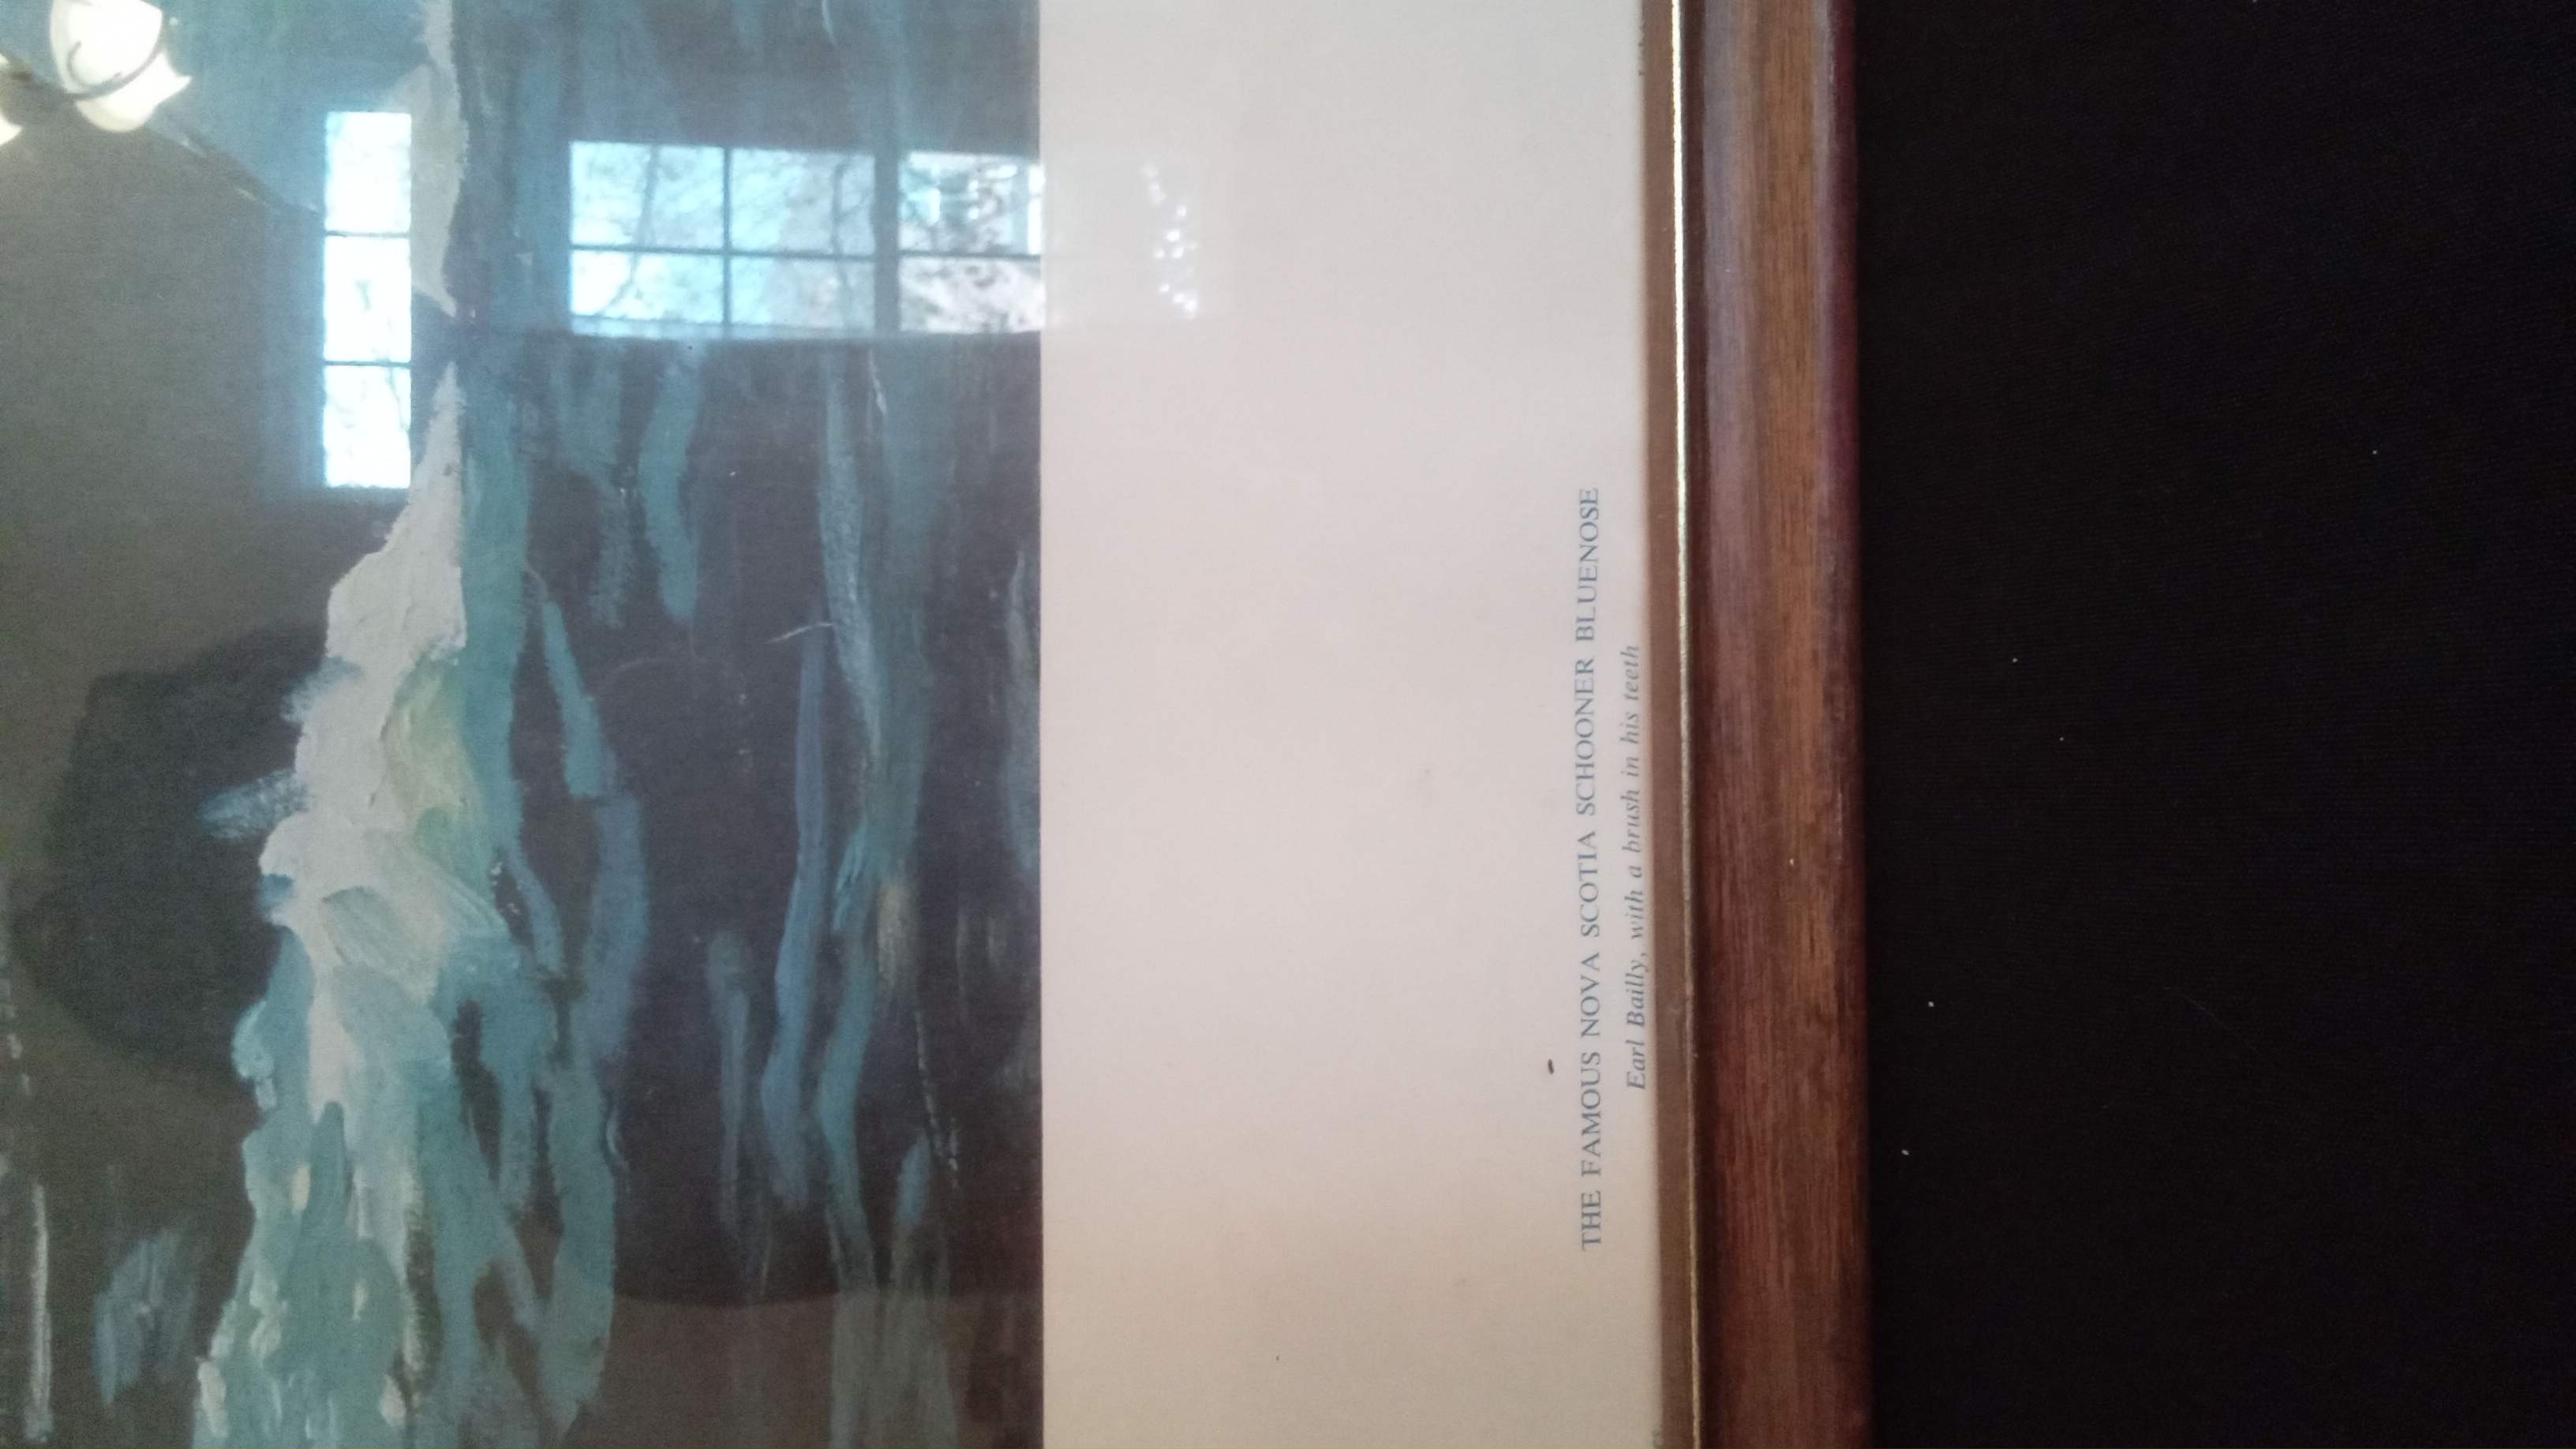 THE FAMOUS NOVA SCOTIA SCHOONER BLUENOSE
Earl Bailly, with a brush in his teeth